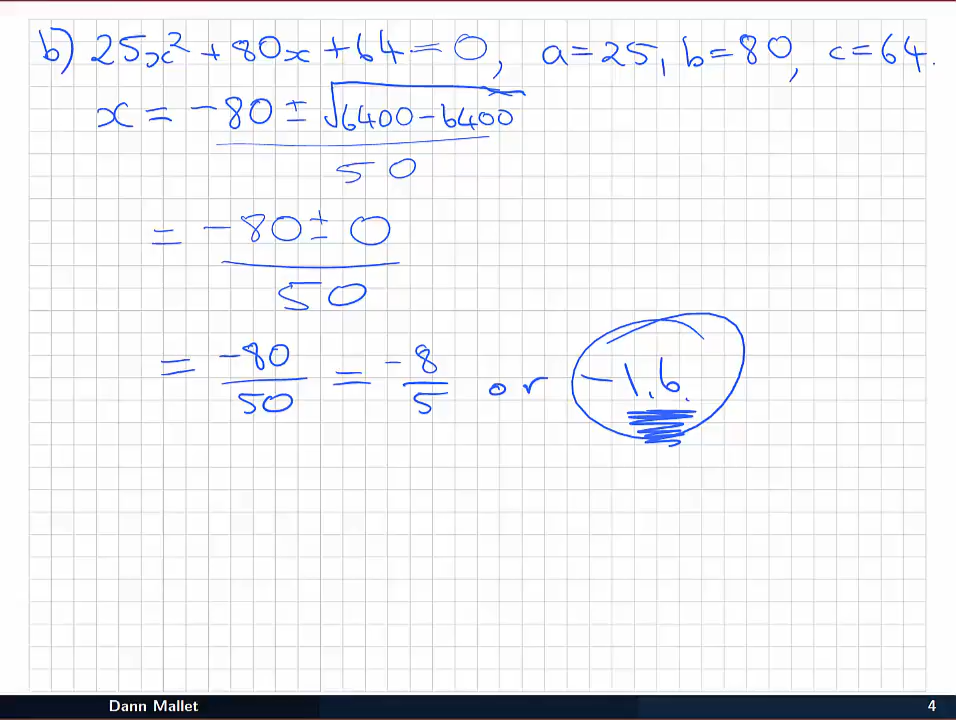 b) 25x² + 80x + 64 = 0, a = 25, b = 80, c = 64.
x = -80 ± √6400 - 6400
50
= -80 ± 0
50
= -80/50 = -8/5 or -1.6.
Dann Mallet 4